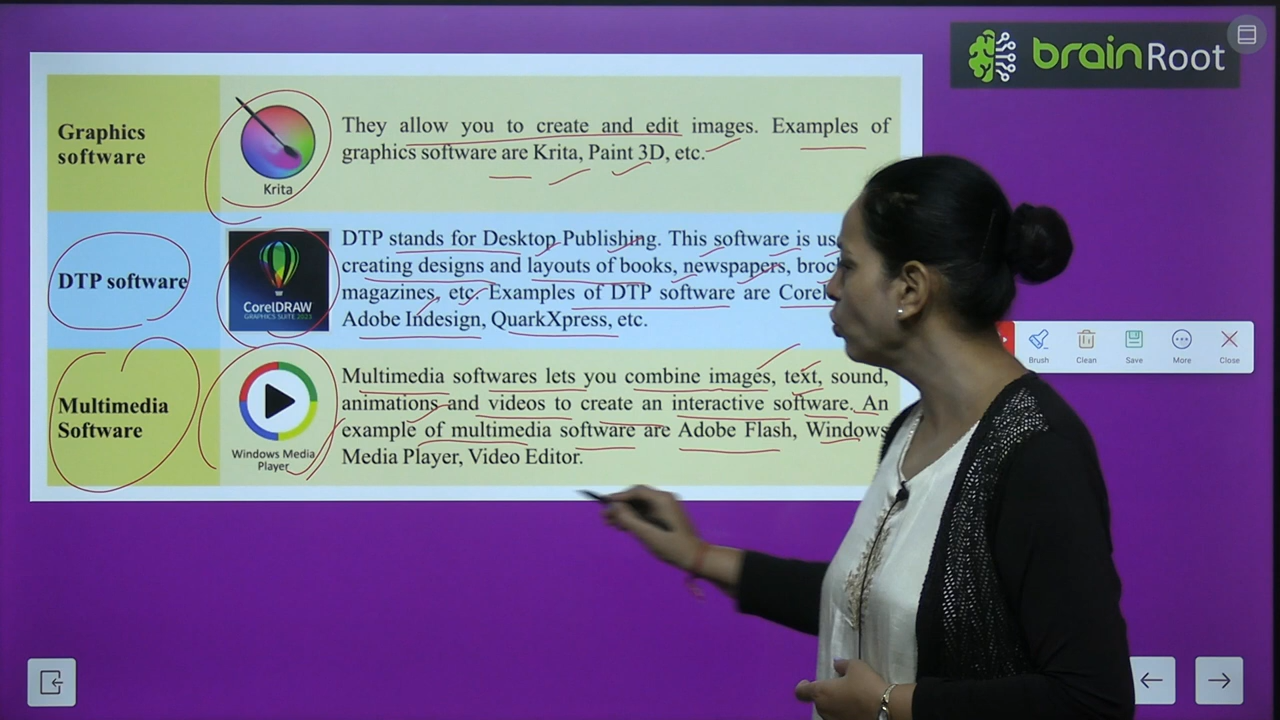 brainRoot
Graphics
software
Krita
They allow you to create and edit images. Examples of
graphics software are Krita, Paint 3D, etc.
DTP software
CorelDRAW
GRAPHICS SUITE
DTP stands for Desktop Publishing. This software is
creating designs and layouts of books, newspapers,
magazines, etc. Examples of DTP software are
Adobe Indesign, QuarkXpress, etc.
Multimedia
Software
Windows Media
Player
Multimedia softwares lets you combine images, text, sound,
animations and videos to create an interactive software. An
example of multimedia software are Adobe Flash, Windows
Media Player, Video Editor.
Brush
Clean
Save
More
Close